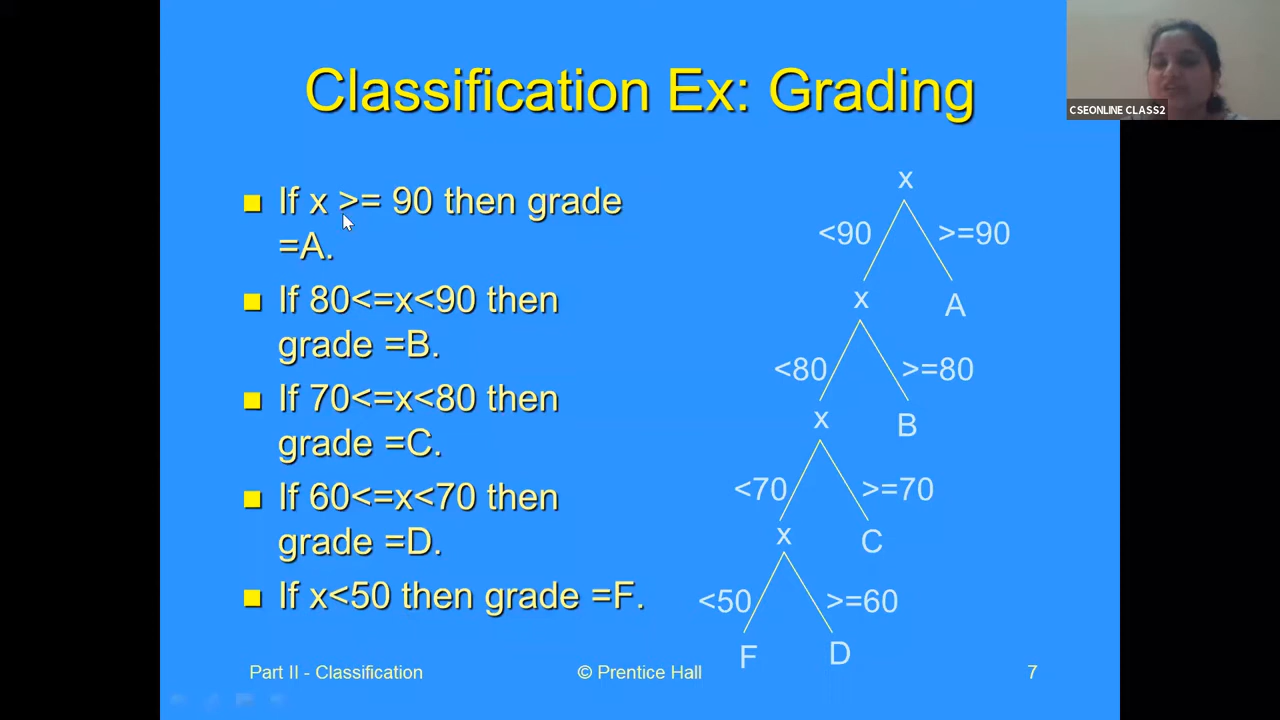 Classification Ex: Grading
CSEONLINE CLASS2
If x >= 90 then grade
=A.
If 80<=x<90 then
grade =B.
If 70<=x<80 then
grade =C.
If 60<=x<70 then
grade =D.
If x<50 then grade =F.
x
<90 >=90
x A
<80 >=80
x B
<70 >=70
x C
<50 >=60
F D
Part II - Classification © Prentice Hall 7